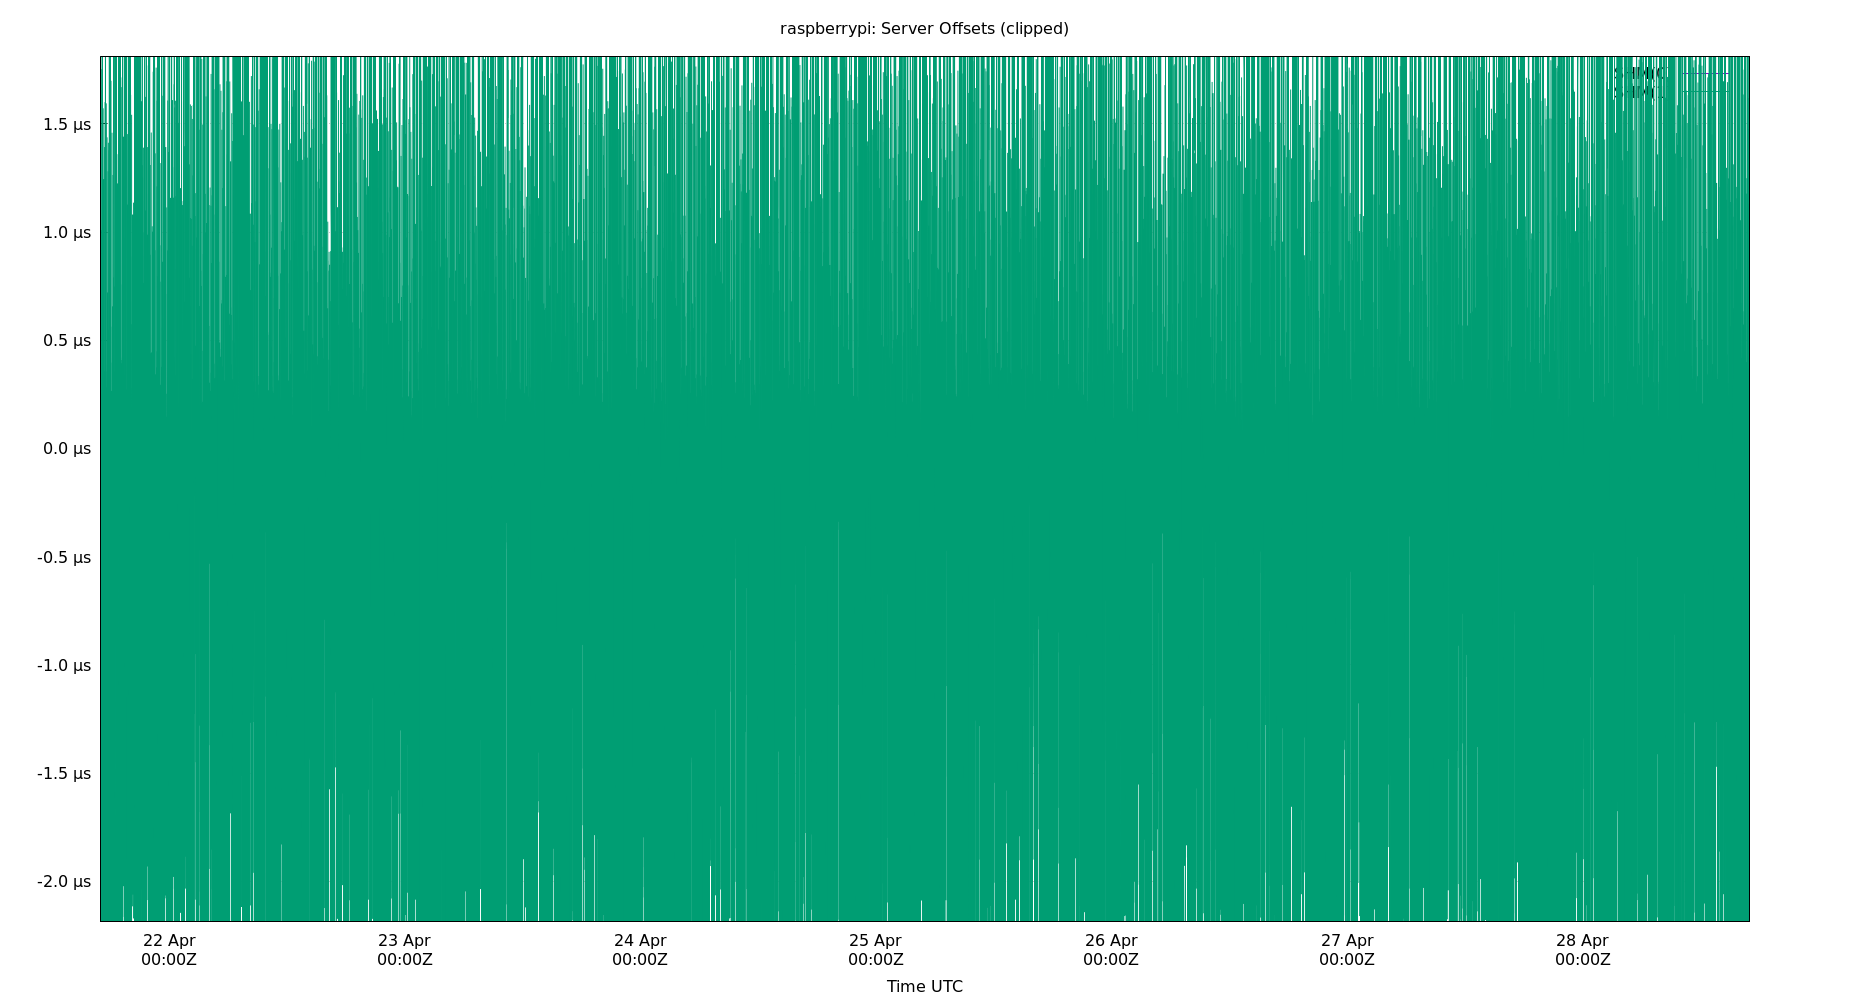 raspberrypi: Server Offsets (clipped)
1.5 µs
1.0 µs
0.5 µs
0.0 µs
-0.5 µs
-1.0 µs
-1.5 µs
-2.0 µs
22 Apr
00:00Z
23 Apr
00:00Z
24 Apr
00:00Z
25 Apr
00:00Z
26 Apr
00:00Z
27 Apr
00:00Z
28 Apr
00:00Z
Time UTC